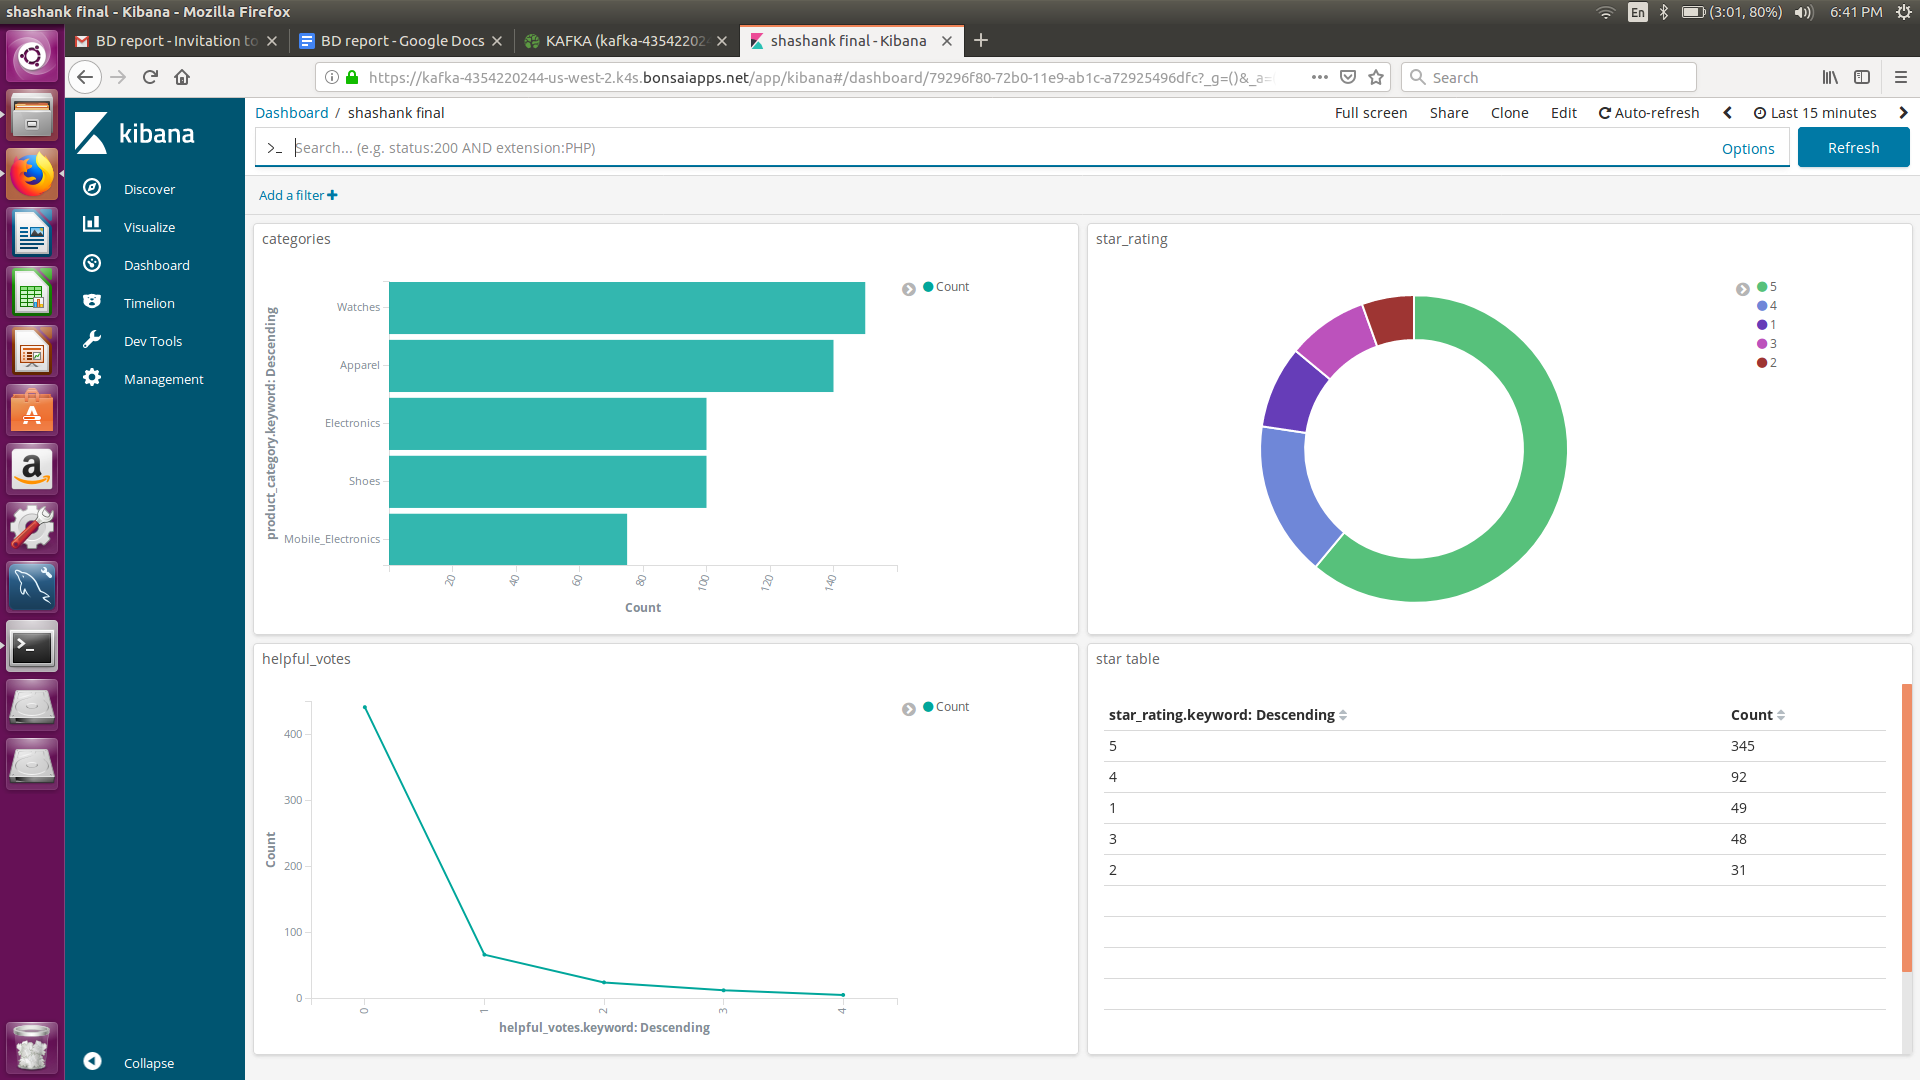 shashank final - Kibana - Mozilla Firefox
En (3:01, 80%) 6:41 PM
BD report - Invitation to
BD report - Google Docs
KAFKA (kafka-435422024
shashank final - Kibana
https://kafka-4354220244-us-west-2.k4s.bonsaiapps.net/app/kibana#/dashboard/79296f80-72b0-11e9-ab1c-a72925496dfc?_g=()&_a=
Search
kibana
Discover
Visualize
Dashboard
Timelion
Dev Tools
Management
Collapse
Dashboard / shashank final
Full screen Share Clone Edit Auto-refresh Last 15 minutes
>_ Search... (e.g. status:200 AND extension:PHP)
Options
Refresh
Add a filter
categories
product_category.keyword: Descending
Watches
Apparel
Electronics
Shoes
Mobile_Electronics
20 40 60 80 100 120 140
Count
Count
star_rating
5
4
1
3
2
helpful_votes
Count
400
300
200
100
0
0 1 2 3 4
helpful_votes.keyword: Descending
Count
star table
star_rating.keyword: Descending Count
5 345
4 92
1 49
3 48
2 31